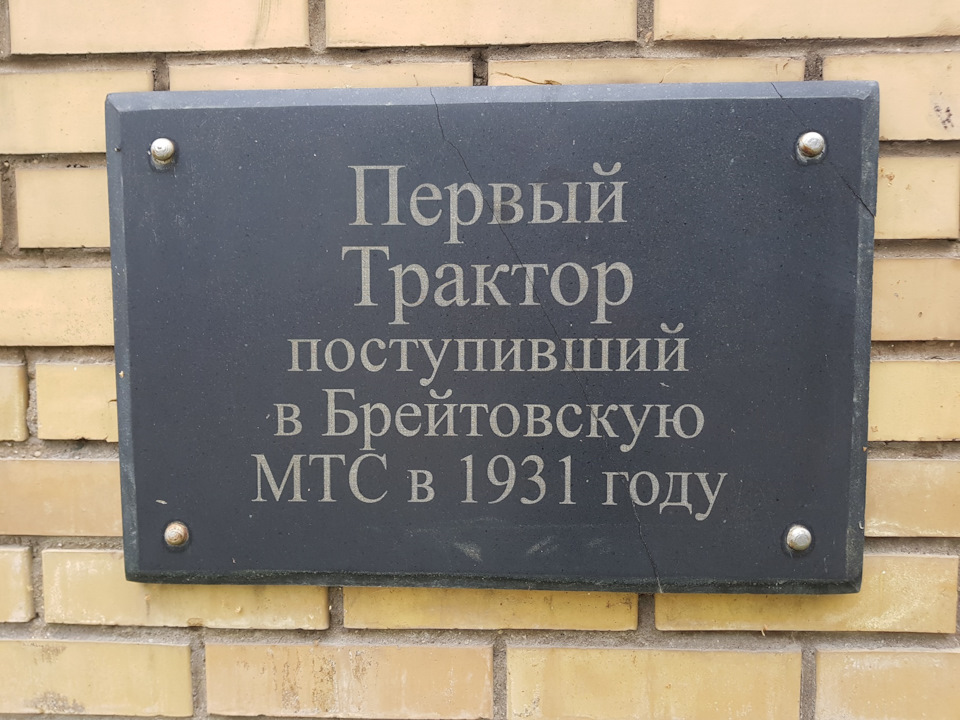 Первый
Трактор
поступивший
в Брейтовскую
МТС в 1931 году